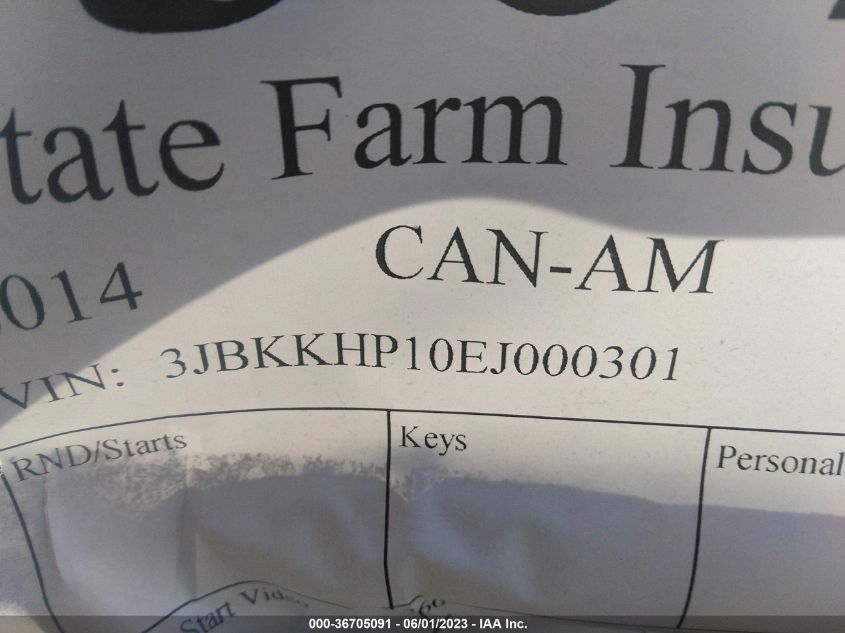 tate Farm Insu
014 CAN-AM
VIN: 3JBKKHP10EJ000301
RND/Starts Keys Personal
Start Video
000-36705091 - 06/01/2023 - IAA Inc.